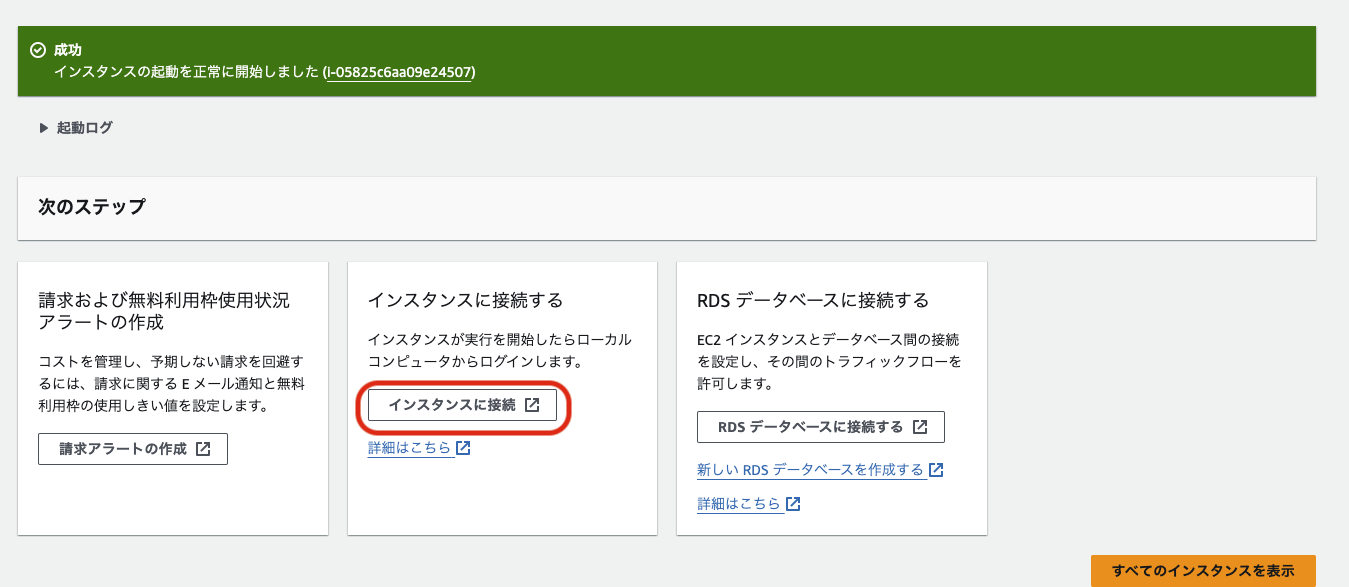 成功
インスタンスの起動を正常に開始しました (i-05825c6aa09e24507)
起動ログ
次のステップ
請求および無料利用枠使用状況
アラートの作成
コストを管理し、予期しない請求を回避す
るには、請求に関する E メール通知と無料
利用枠の使用しきい値を設定します。
請求アラートの作成
インスタンスに接続する
インスタンスが実行を開始したらローカル
コンピュータからログインします。
インスタンスに接続
詳細はこちら
RDS データベースに接続する
EC2 インスタンスとデータベース間の接続
を設定し、その間のトラフィックフローを
許可します。
RDS データベースに接続する
新しい RDS データベースを作成する
詳細はこちら
すべてのインスタンスを表示